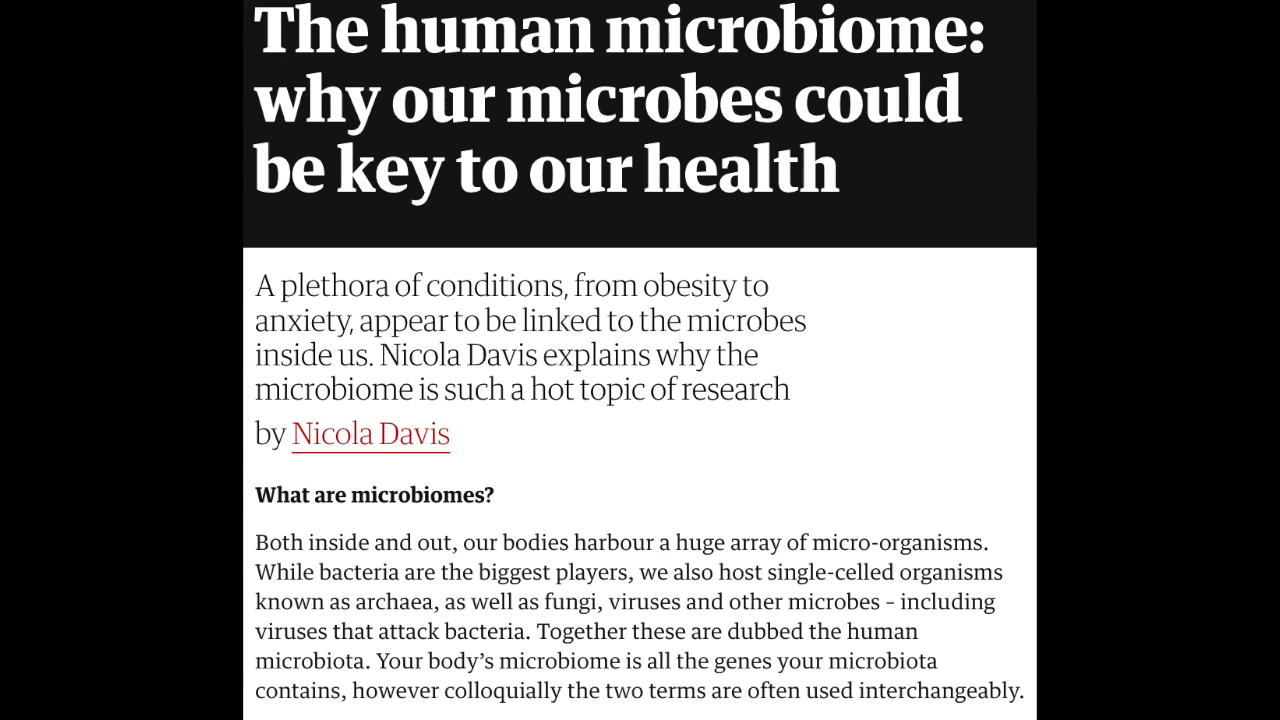 The human microbiome:
why our microbes could
be key to our health
A plethora of conditions, from obesity to
anxiety, appear to be linked to the microbes
inside us. Nicola Davis explains why the
microbiome is such a hot topic of research
by Nicola Davis
What are microbiomes?
Both inside and out, our bodies harbour a huge array of micro-organisms.
While bacteria are the biggest players, we also host single-celled organisms
known as archaea, as well as fungi, viruses and other microbes – including
viruses that attack bacteria. Together these are dubbed the human
microbiota. Your body’s microbiome is all the genes your microbiota
contains, however colloquially the two terms are often used interchangeably.